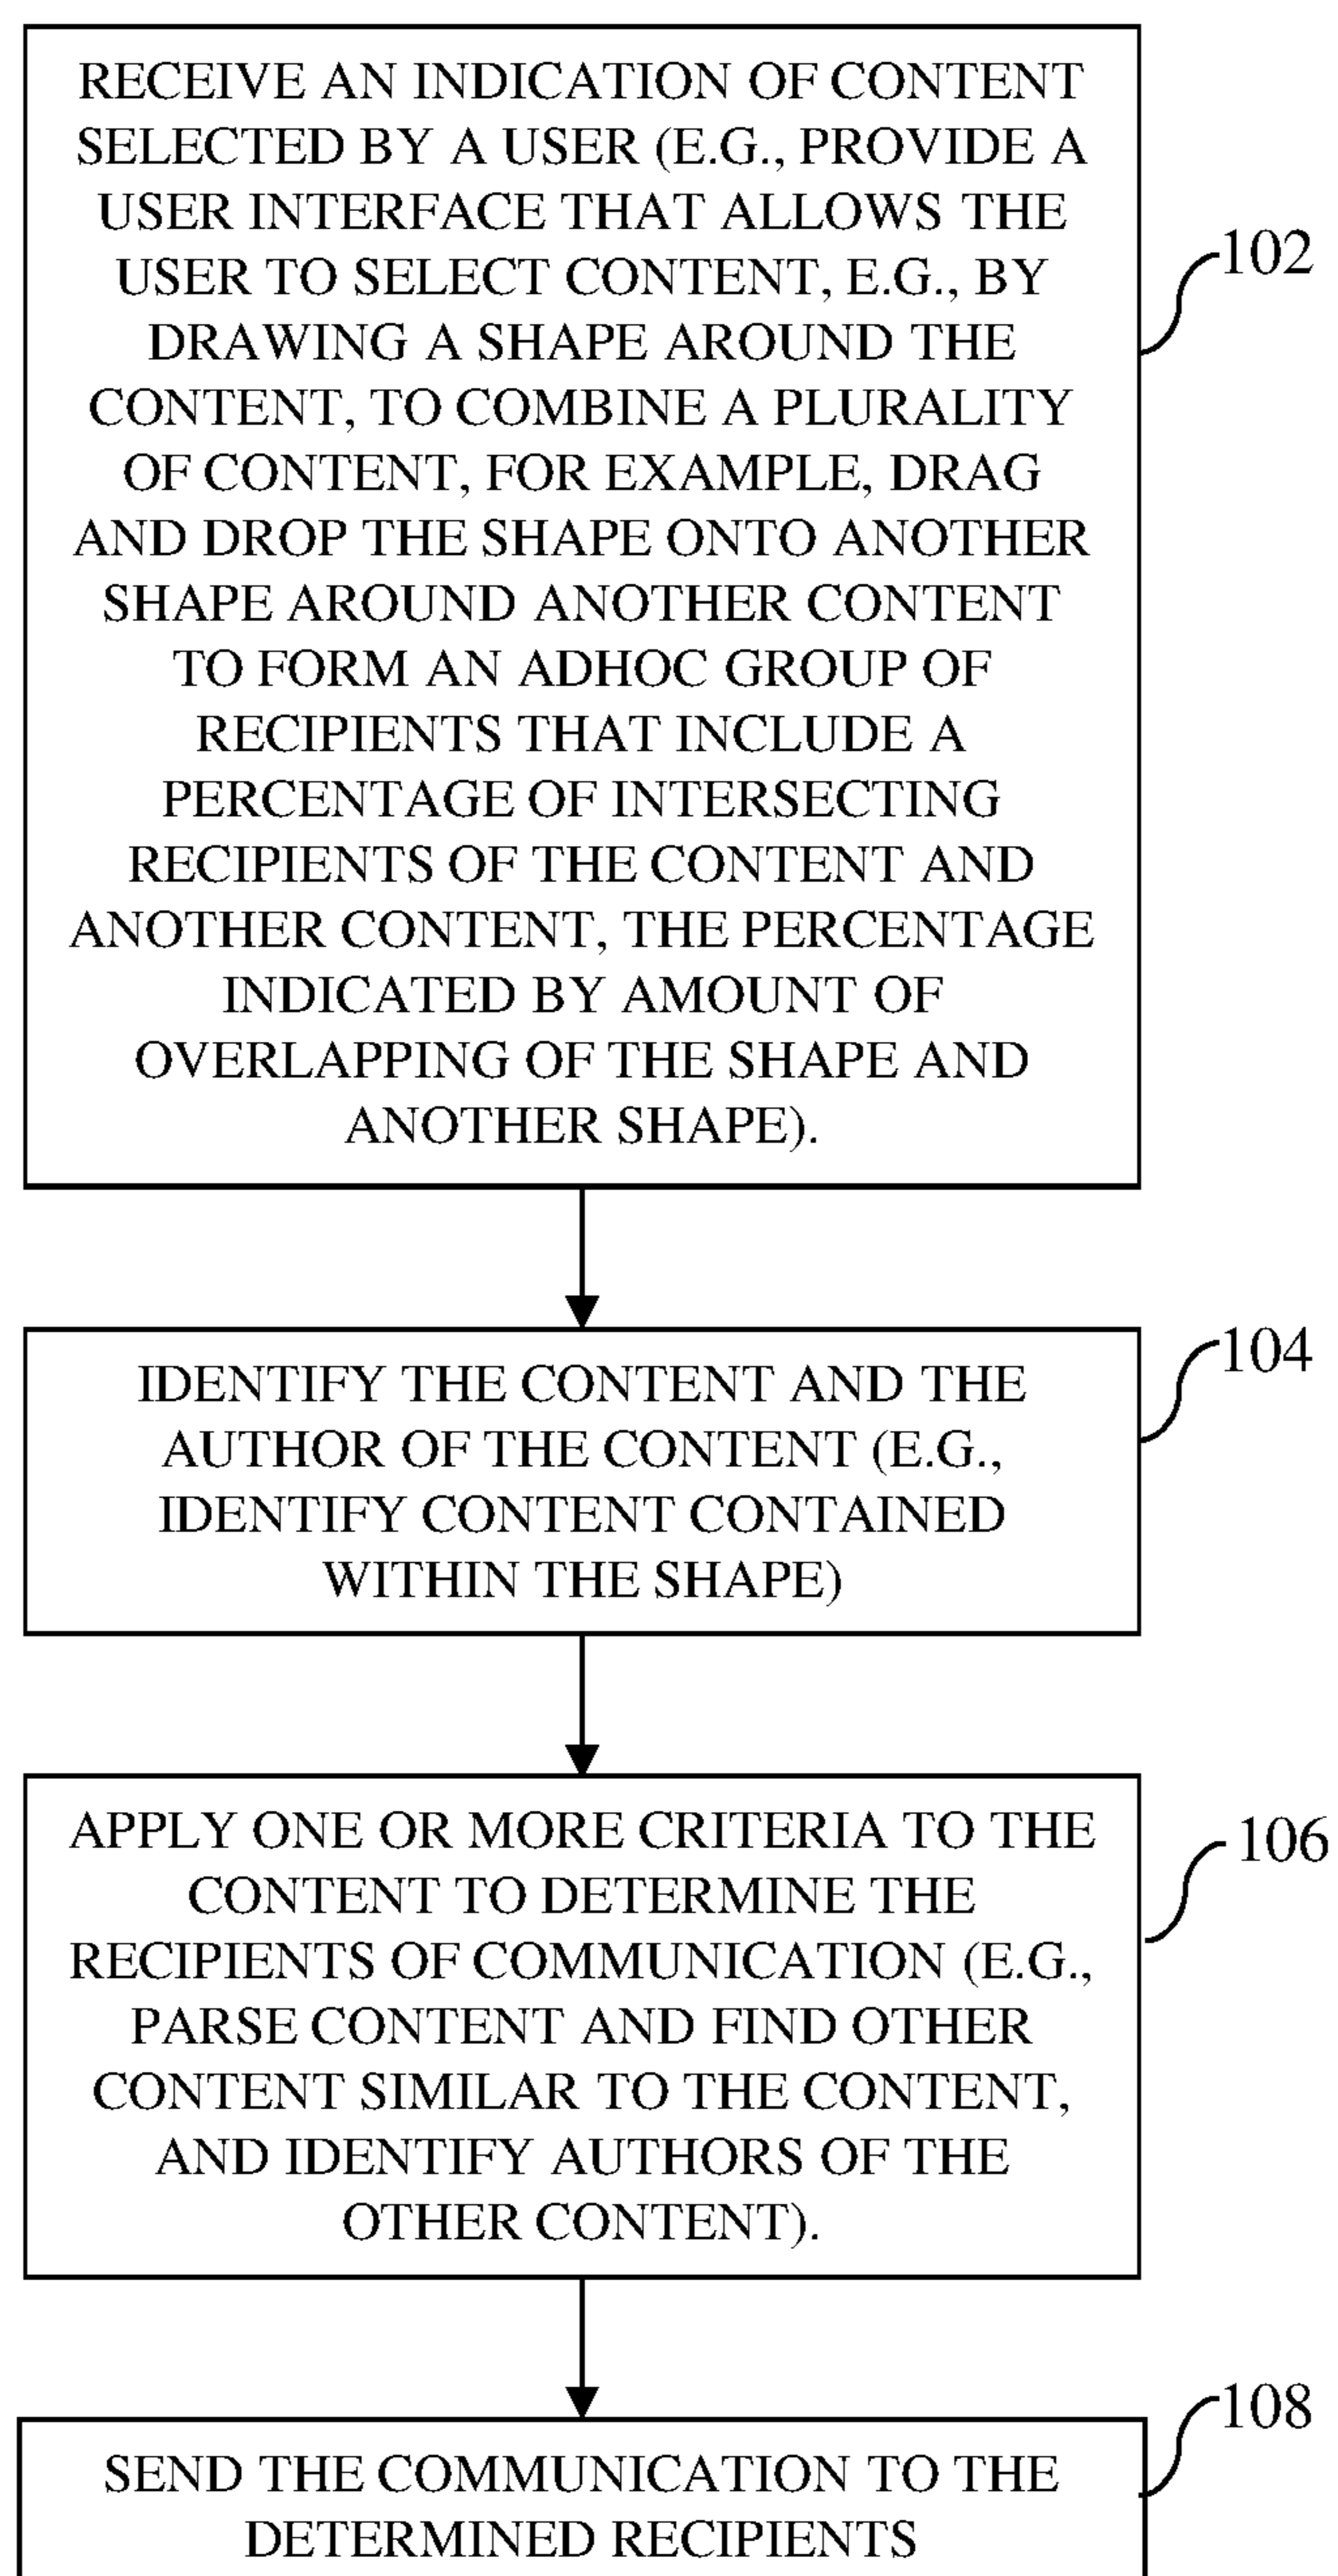 RECEIVE AN INDICATION OF CONTENT
SELECTED BY A USER (E.G., PROVIDE A
USER INTERFACE THAT ALLOWS THE
USER TO SELECT CONTENT, E.G., BY
DRAWING A SHAPE AROUND THE
CONTENT, TO COMBINE A PLURALITY
OF CONTENT, FOR EXAMPLE, DRAG
AND DROP THE SHAPE ONTO ANOTHER
SHAPE AROUND ANOTHER CONTENT
TO FORM AN ADHOC GROUP OF
RECIPIENTS THAT INCLUDE A
PERCENTAGE OF INTERSECTING
RECIPIENTS OF THE CONTENT AND
ANOTHER CONTENT, THE PERCENTAGE
INDICATED BY AMOUNT OF
OVERLAPPING OF THE SHAPE AND
ANOTHER SHAPE).
102
IDENTIFY THE CONTENT AND THE
AUTHOR OF THE CONTENT (E.G.,
IDENTIFY CONTENT CONTAINED
WITHIN THE SHAPE)
104
APPLY ONE OR MORE CRITERIA TO THE
CONTENT TO DETERMINE THE
RECIPIENTS OF COMMUNICATION (E.G.,
PARSE CONTENT AND FIND OTHER
CONTENT SIMILAR TO THE CONTENT,
AND IDENTIFY AUTHORS OF THE
OTHER CONTENT).
106
SEND THE COMMUNICATION TO THE
DETERMINED RECIPIENTS
108